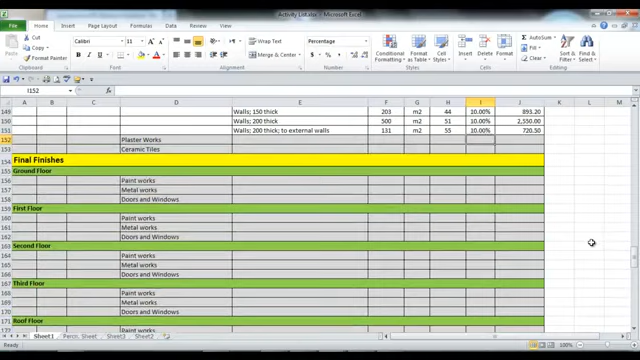 Activity List.xlsx - Microsoft Excel
File Home Insert Page Layout Formulas Data Review View
Cut Calibri 11 Wrap Text Percentage AutoSum
Copy Fill
Format Painter Merge & Center Conditional Formatting Format as Table Cell Styles Insert Delete Format Clear Sort & Filter Find & Select
Clipboard Font Alignment Number Styles Cells Editing
I152 fx
A B C D E F G H I J K L M
149 Walls; 150 thick 203 m2 44 10.00% 893.20
150 Walls; 200 thick 500 m2 51 10.00% 2,550.00
151 Walls; 200 thick; to external walls 131 m2 55 10.00% 720.50
152 Plaster Works
153 Ceramic Tiles
154 Final Finishes
155 Ground Floor
156 Paint works
157 Metal works
158 Doors and Windows
159 First Floor
160 Paint works
161 Metal works
162 Doors and Windows
163 Second Floor
164 Paint works
165 Metal works
166 Doors and Windows
167 Third Floor
168 Paint works
169 Metal works
170 Doors and Windows
171 Roof Floor
172 Paint works
Sheet1 Percn. Sheet Sheet3 Sheet2
Ready 100%